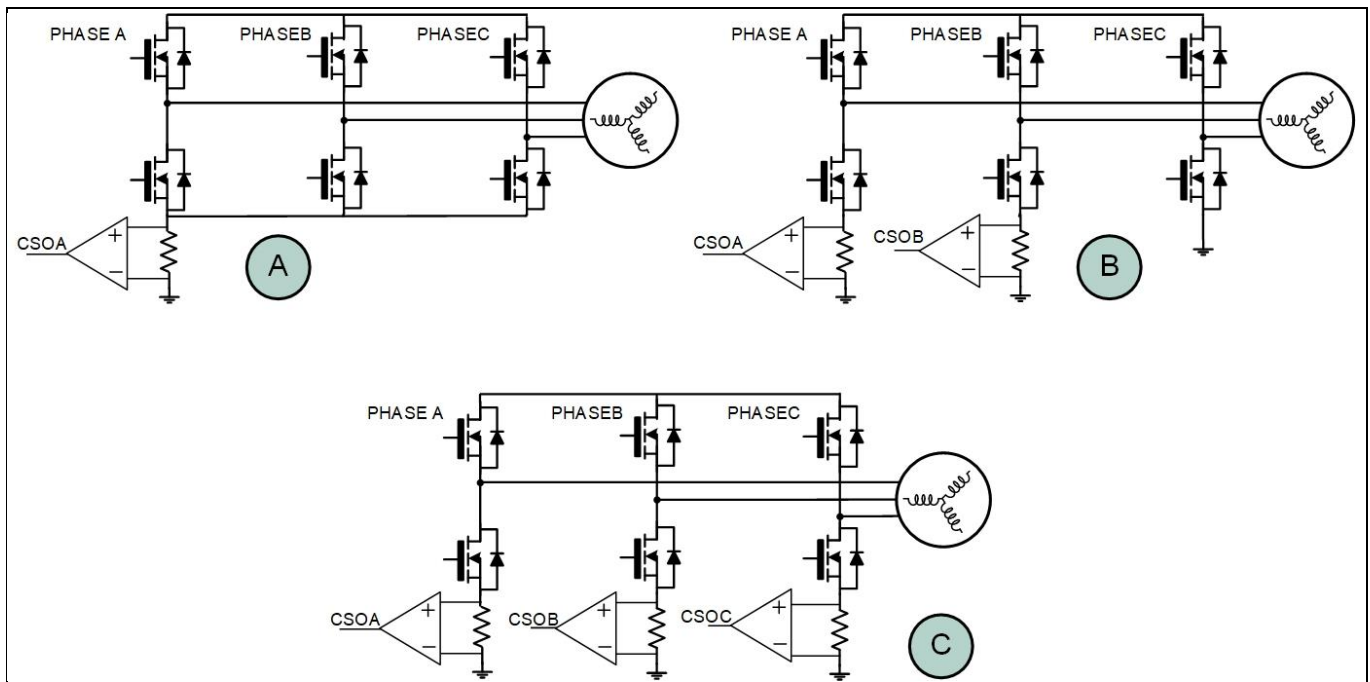 PHASE A
PHASEB
PHASEC
CSOA
+
−
A
PHASE A
PHASEB
PHASEC
CSOA
+
−
CSOB
+
−
B
PHASE A
PHASEB
PHASEC
CSOA
+
−
CSOB
+
−
CSOC
+
−
C